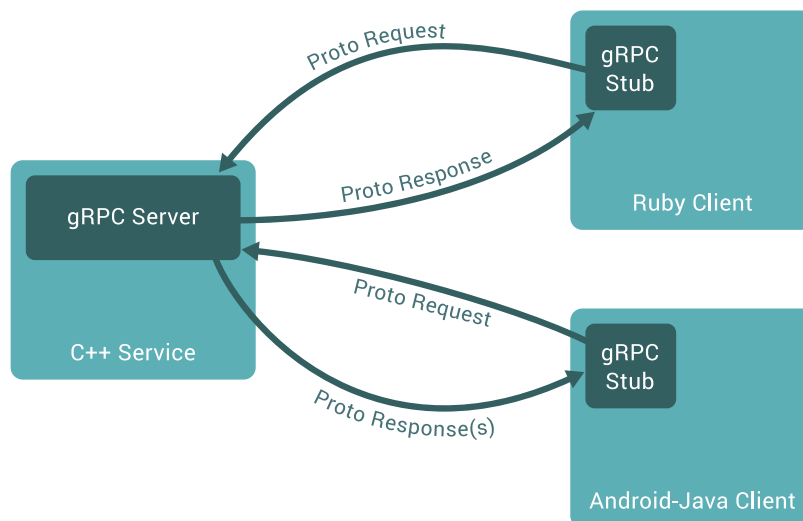 Proto Request
gRPC
Stub
Proto Response
Ruby Client
gRPC Server
C++ Service
Proto Request
gRPC
Stub
Proto Response(s)
Android-Java Client